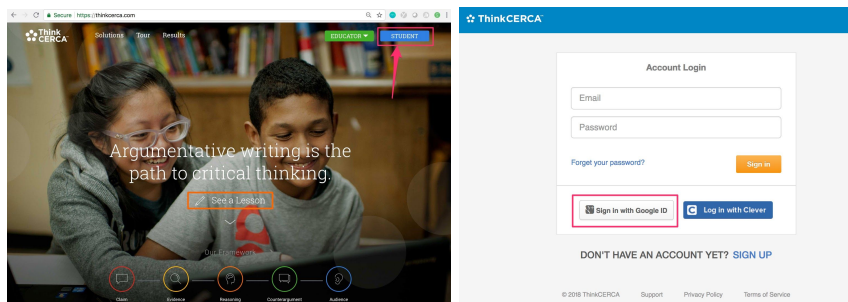 Secure https://thinkcerca.com
Think
CERCA
Solutions Tour Results
EDUCATOR
STUDENT
Argumentative writing is the
path to critical thinking.
See a Lesson
Our Framework
Claim Evidence Reasoning Counterargument Audience
ThinkCERCA
Account Login
Email
Password
Forget your password?
Sign in
Sign in with Google ID
C Log in with Clever
DON'T HAVE AN ACCOUNT YET? SIGN UP
© 2018 ThinkCERCA Support Privacy Policy Terms of Service